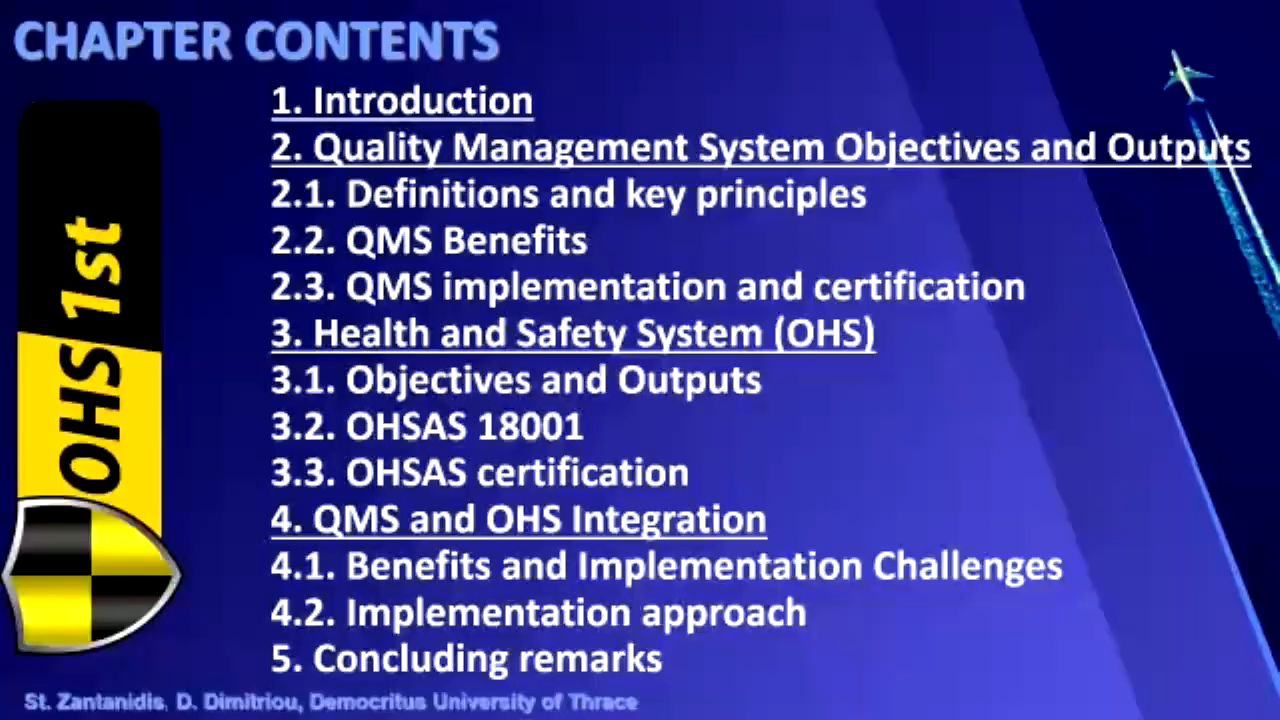 CHAPTER CONTENTS
1. Introduction
2. Quality Management System Objectives and Outputs
2.1. Definitions and key principles
2.2. QMS Benefits
2.3. QMS implementation and certification
3. Health and Safety System (OHS)
3.1. Objectives and Outputs
3.2. OHSAS 18001
3.3. OHSAS certification
4. QMS and OHS Integration
4.1. Benefits and Implementation Challenges
4.2. Implementation approach
5. Concluding remarks
OHS 1st
St. Zantanidis, D. Dimitriou, Democritus University of Thrace